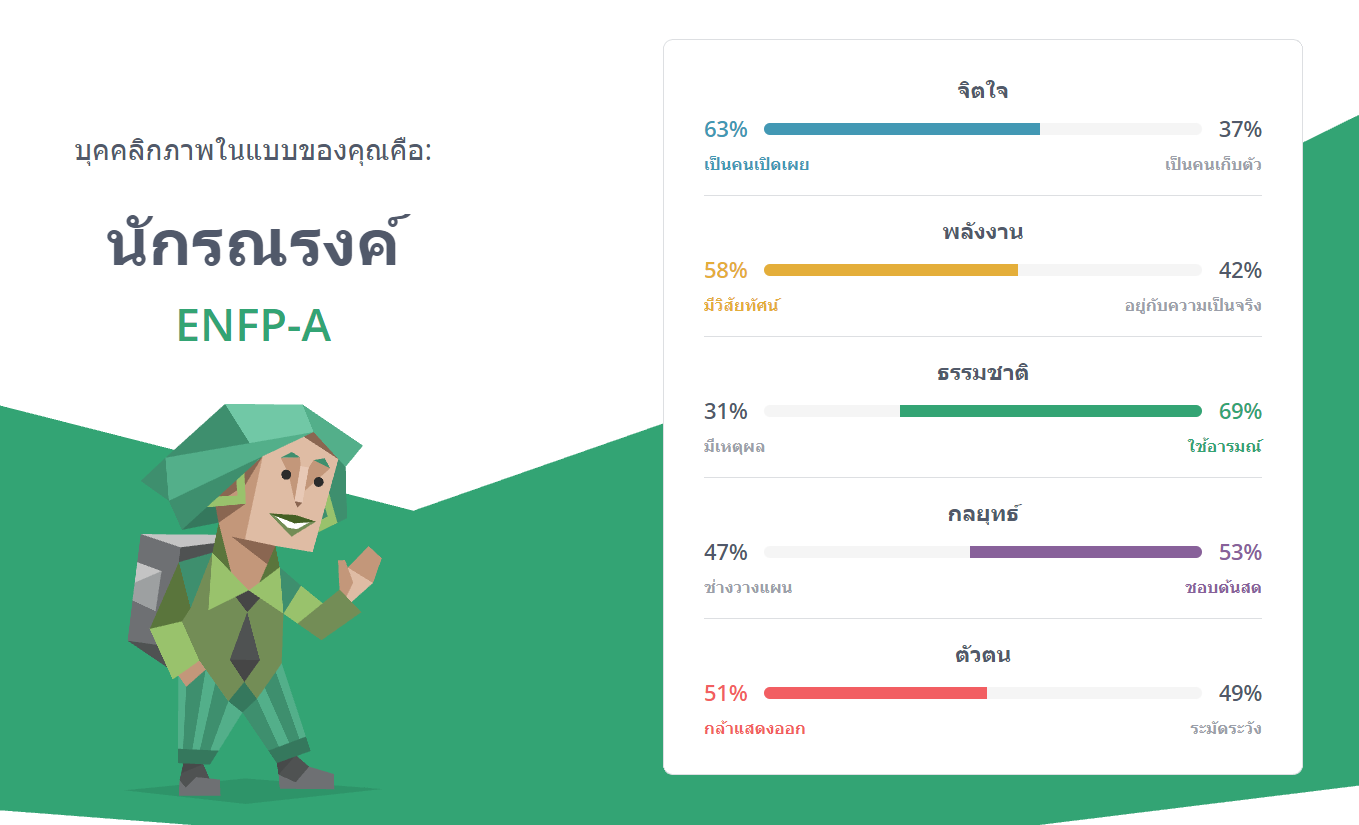 บุคคลิกภาพในแบบของคุณคือ:
นักรณรงค์
ENFP-A
จิตใจ
63% 37%
เป็นคนเปิดเผย เป็นคนเก็บตัว
พลังงาน
58% 42%
มีวิสัยทัศน์ อยู่กับความเป็นจริง
ธรรมชาติ
31% 69%
มีเหตุผล ใช้อารมณ์
กลยุทธ์
47% 53%
ช่างวางแผน ชอบด้นสด
ตัวตน
51% 49%
กล้าแสดงออก ระมัดระวัง